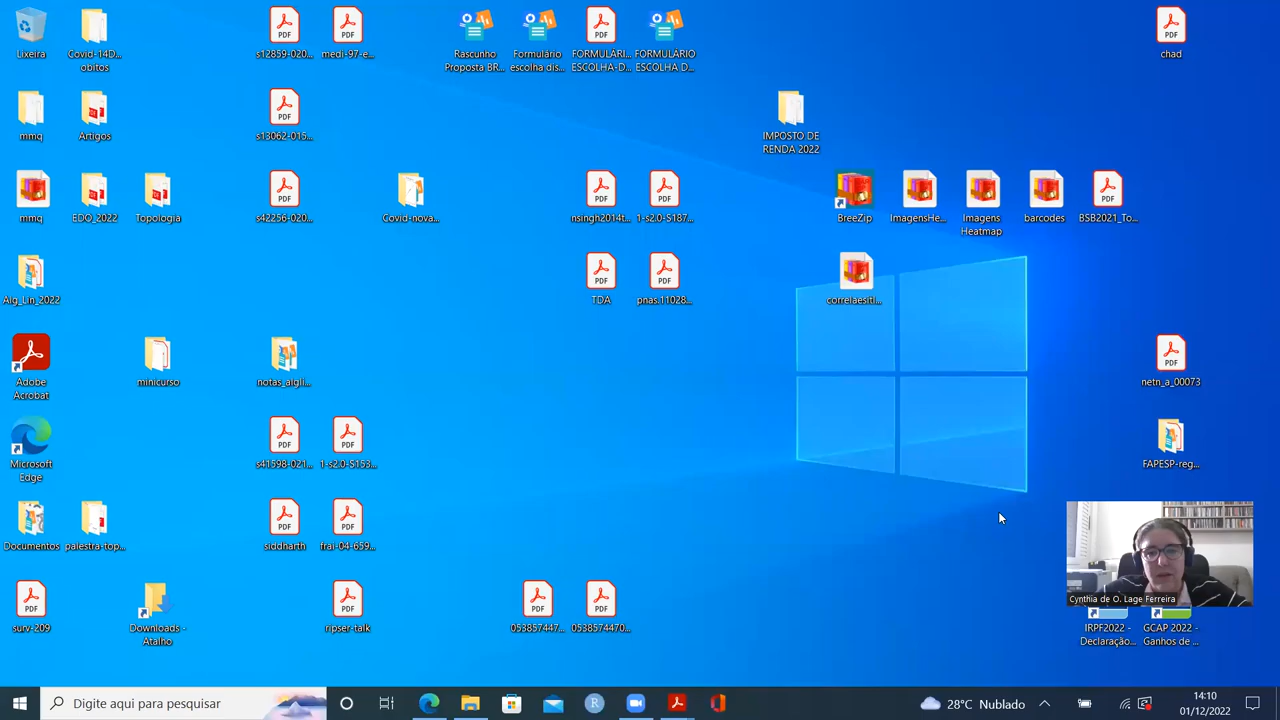 Lixeira
Covid-14D...
obitos
s12859-020...
medi-97-e...
Rascunho
Proposta BR...
Formulário
escolha dis...
FORMULARI...
ESCOLHA-D...
FORMULÁRIO
ESCOLHA D...
chad
mmq
Artigos
s13062-015...
IMPOSTO DE
RENDA 2022
mmq
EDO_2022
Topologia
s42256-020...
Covid-nova...
nsingh2014t...
1-s2.0-S187...
BreeZip
ImagensHe...
Imagens
Heatmap
barcodes
BSB2021_To...
Alg_Lin_2022
TDA
pnas.11028...
correlaesiti...
Adobe
Acrobat
minicurso
notas_algli...
netn_a_00073
Microsoft
Edge
s41598-021...
1-s2.0-S153...
FAPESP-reg...
Documentos
palestra-top...
siddharth
frai-04-659...
Cynthia de O. Lage Ferreira
surv-209
Downloads -
Atalho
ripser-talk
0538574470...
IRPF2022 -
Declaração...
GCAP 2022 -
Ganhos de ...
Digite aqui para pesquisar
28°C Nublado
14:10
01/12/2022